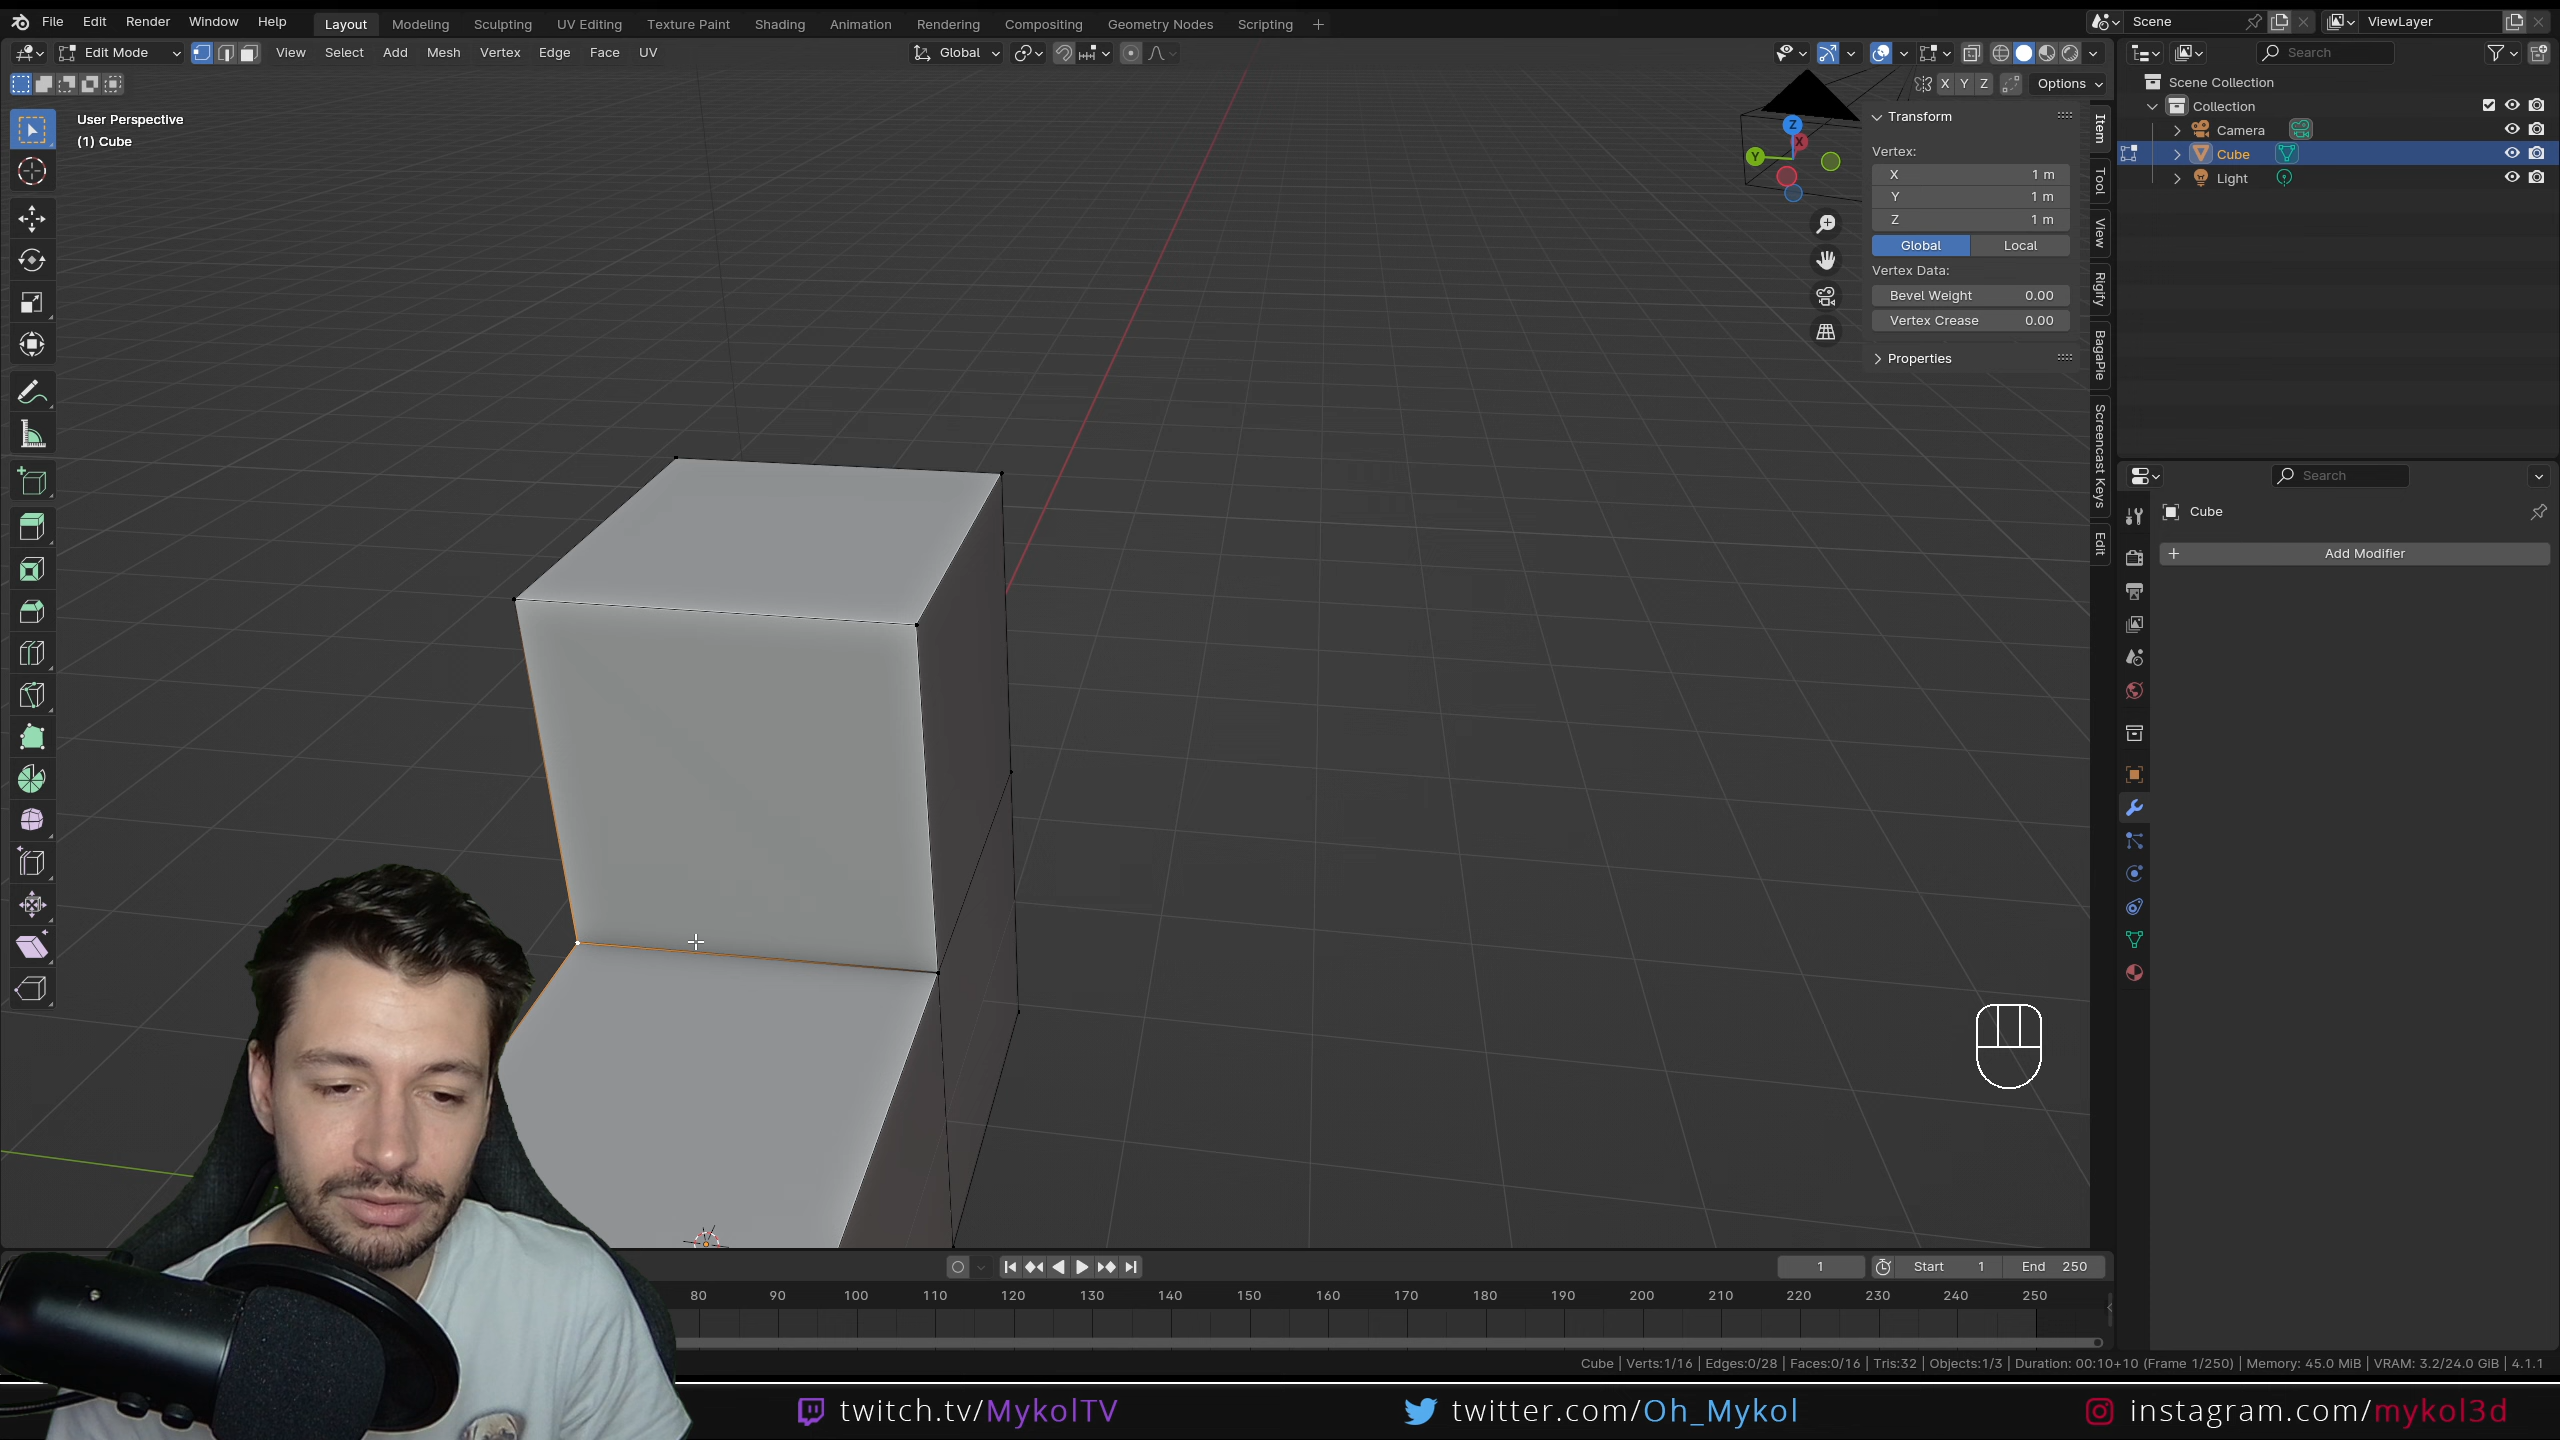 File Edit Render Window Help Layout Modeling Sculpting UV Editing Texture Paint Shading Animation Rendering Compositing Geometry Nodes Scripting Scene ViewLayer
Edit Mode View Select Add Mesh Vertex Edge Face UV Global Search
X Y Z Options
Scene Collection
Collection
Camera
Cube
Light
User Perspective
(1) Cube
Z
X
Y
Transform
Vertex:
X 1 m
Y 1 m
Z 1 m
Global Local
Vertex Data:
Bevel Weight 0.00
Vertex Crease 0.00
Properties
Item
Tool
View
Rigify
BagaPie
Screencast Keys
Edit
Search
Cube
Add Modifier
1 Start 1 End 250
80 90 100 110 120 130 140 150 160 170 180 190 200 210 220 230 240 250
Cube | Verts:1/16 | Edges:0/28 | Faces:0/16 | Tris:32 | Objects:1/3 | Duration: 00:10+10 (Frame 1/250) | Memory: 45.0 MiB | VRAM: 3.2/24.0 GiB | 4.1.1
twitch.tv/MykolTV twitter.com/Oh_Mykol instagram.com/mykol3d